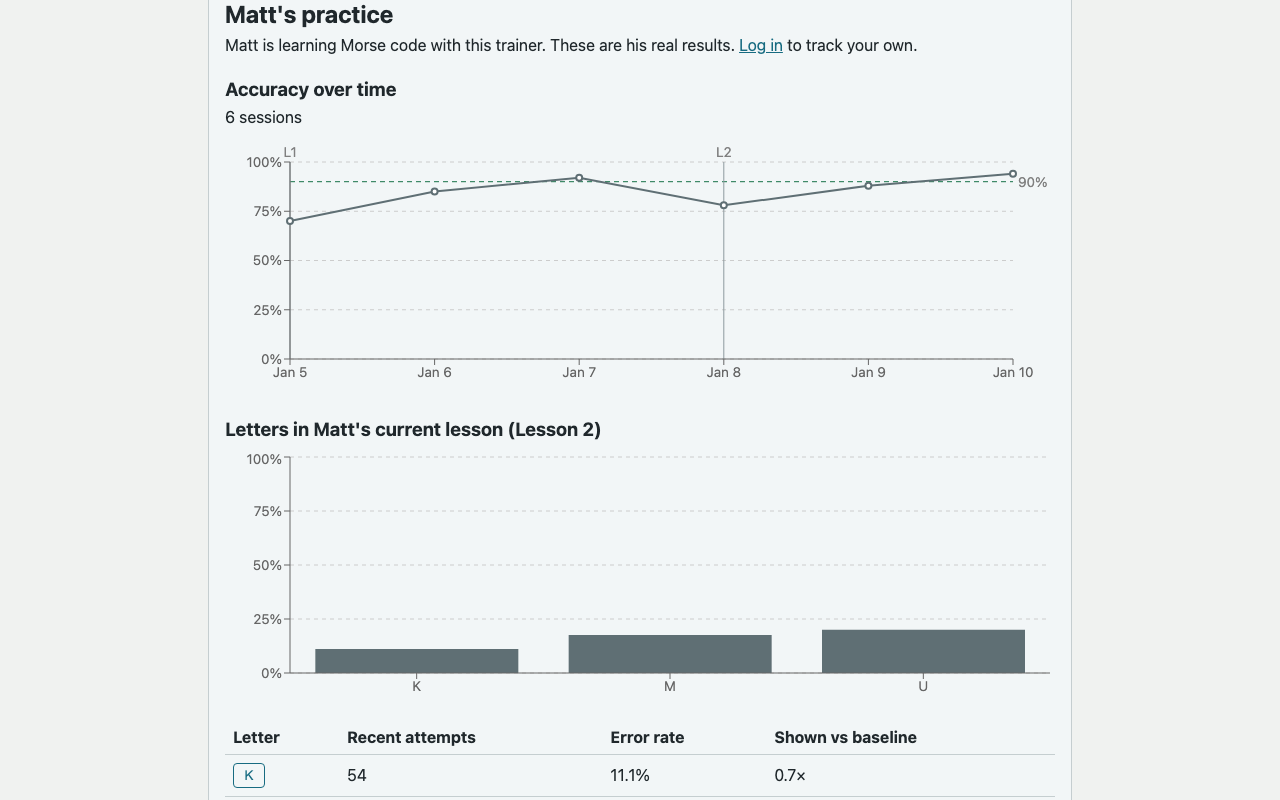 Matt's practice
Matt is learning Morse code with this trainer. These are his real results. Log in to track your own.
Accuracy over time
6 sessions
L1 L2
100%
90%
75%
50%
25%
0%
Jan 5 Jan 6 Jan 7 Jan 8 Jan 9 Jan 10
Letters in Matt's current lesson (Lesson 2)
100%
75%
50%
25%
0%
K M U
Letter Recent attempts Error rate Shown vs baseline
K 54 11.1% 0.7×